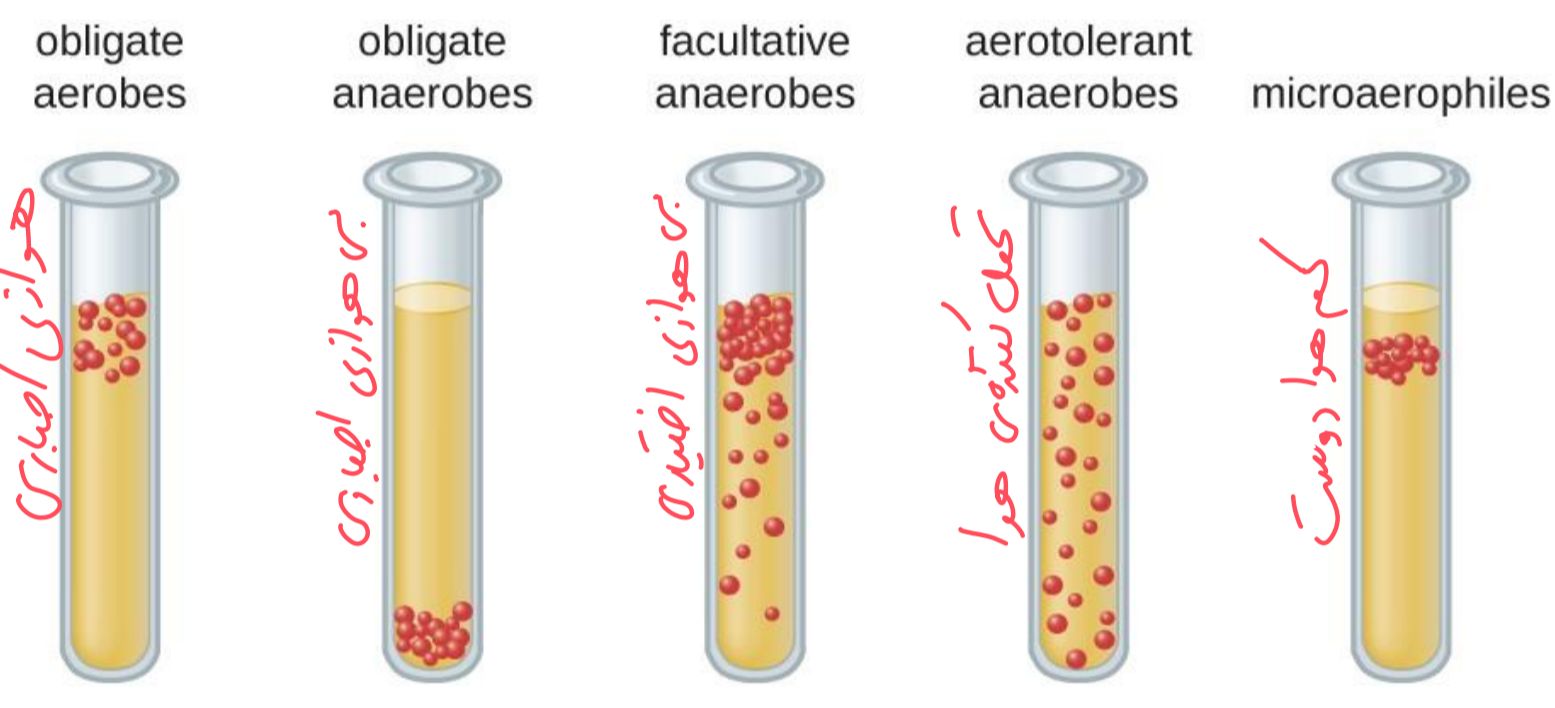 obligate
aerobes
obligate
anaerobes
facultative
anaerobes
aerotolerant
anaerobes
microaerophiles
هوازی اجباری
بی هوازی اجباری
بی هوازی اختیاری
تحمل کننده ی هوا
کم هوا دوست